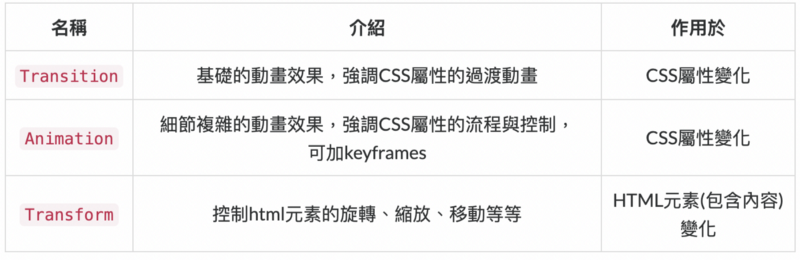 名稱 介紹 作用於
Transition 基礎的動畫效果，強調CSS屬性的過渡動畫 CSS屬性變化
Animation 細節複雜的動畫效果，強調CSS屬性的流程與控制，
可加keyframes CSS屬性變化
Transform 控制html元素的旋轉、縮放、移動等等 HTML元素(包含內容)
變化